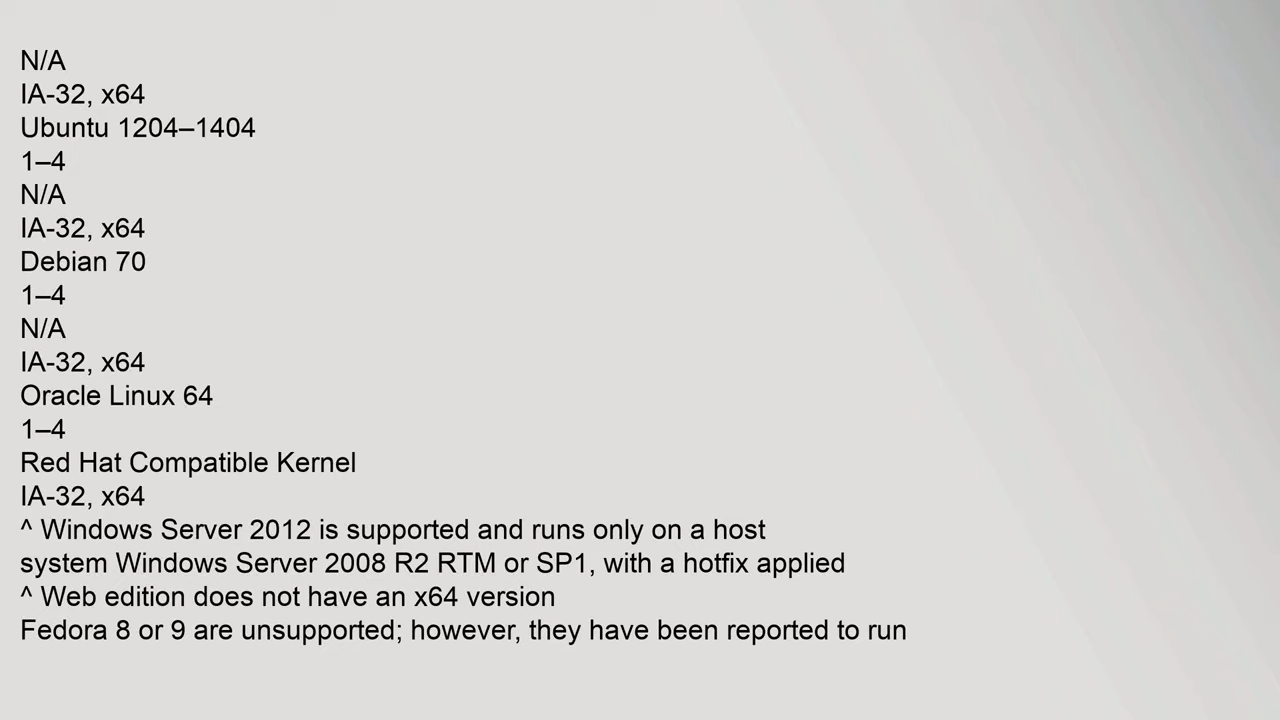 N/A
IA-32, x64
Ubuntu 1204–1404
1–4
N/A
IA-32, x64
Debian 70
1–4
N/A
IA-32, x64
Oracle Linux 64
1–4
Red Hat Compatible Kernel
IA-32, x64
^ Windows Server 2012 is supported and runs only on a host
system Windows Server 2008 R2 RTM or SP1, with a hotfix applied
^ Web edition does not have an x64 version
Fedora 8 or 9 are unsupported; however, they have been reported to run